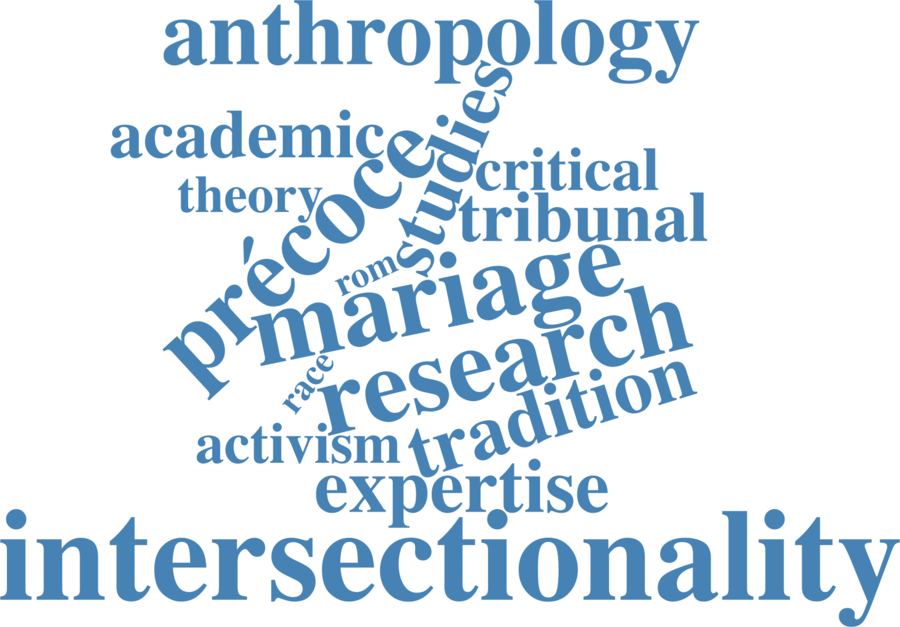 anthropology
studies
academic
précoce
critical
theory
tribunal
rom
mariage
research
race
tradition
activism
expertise
intersectionality